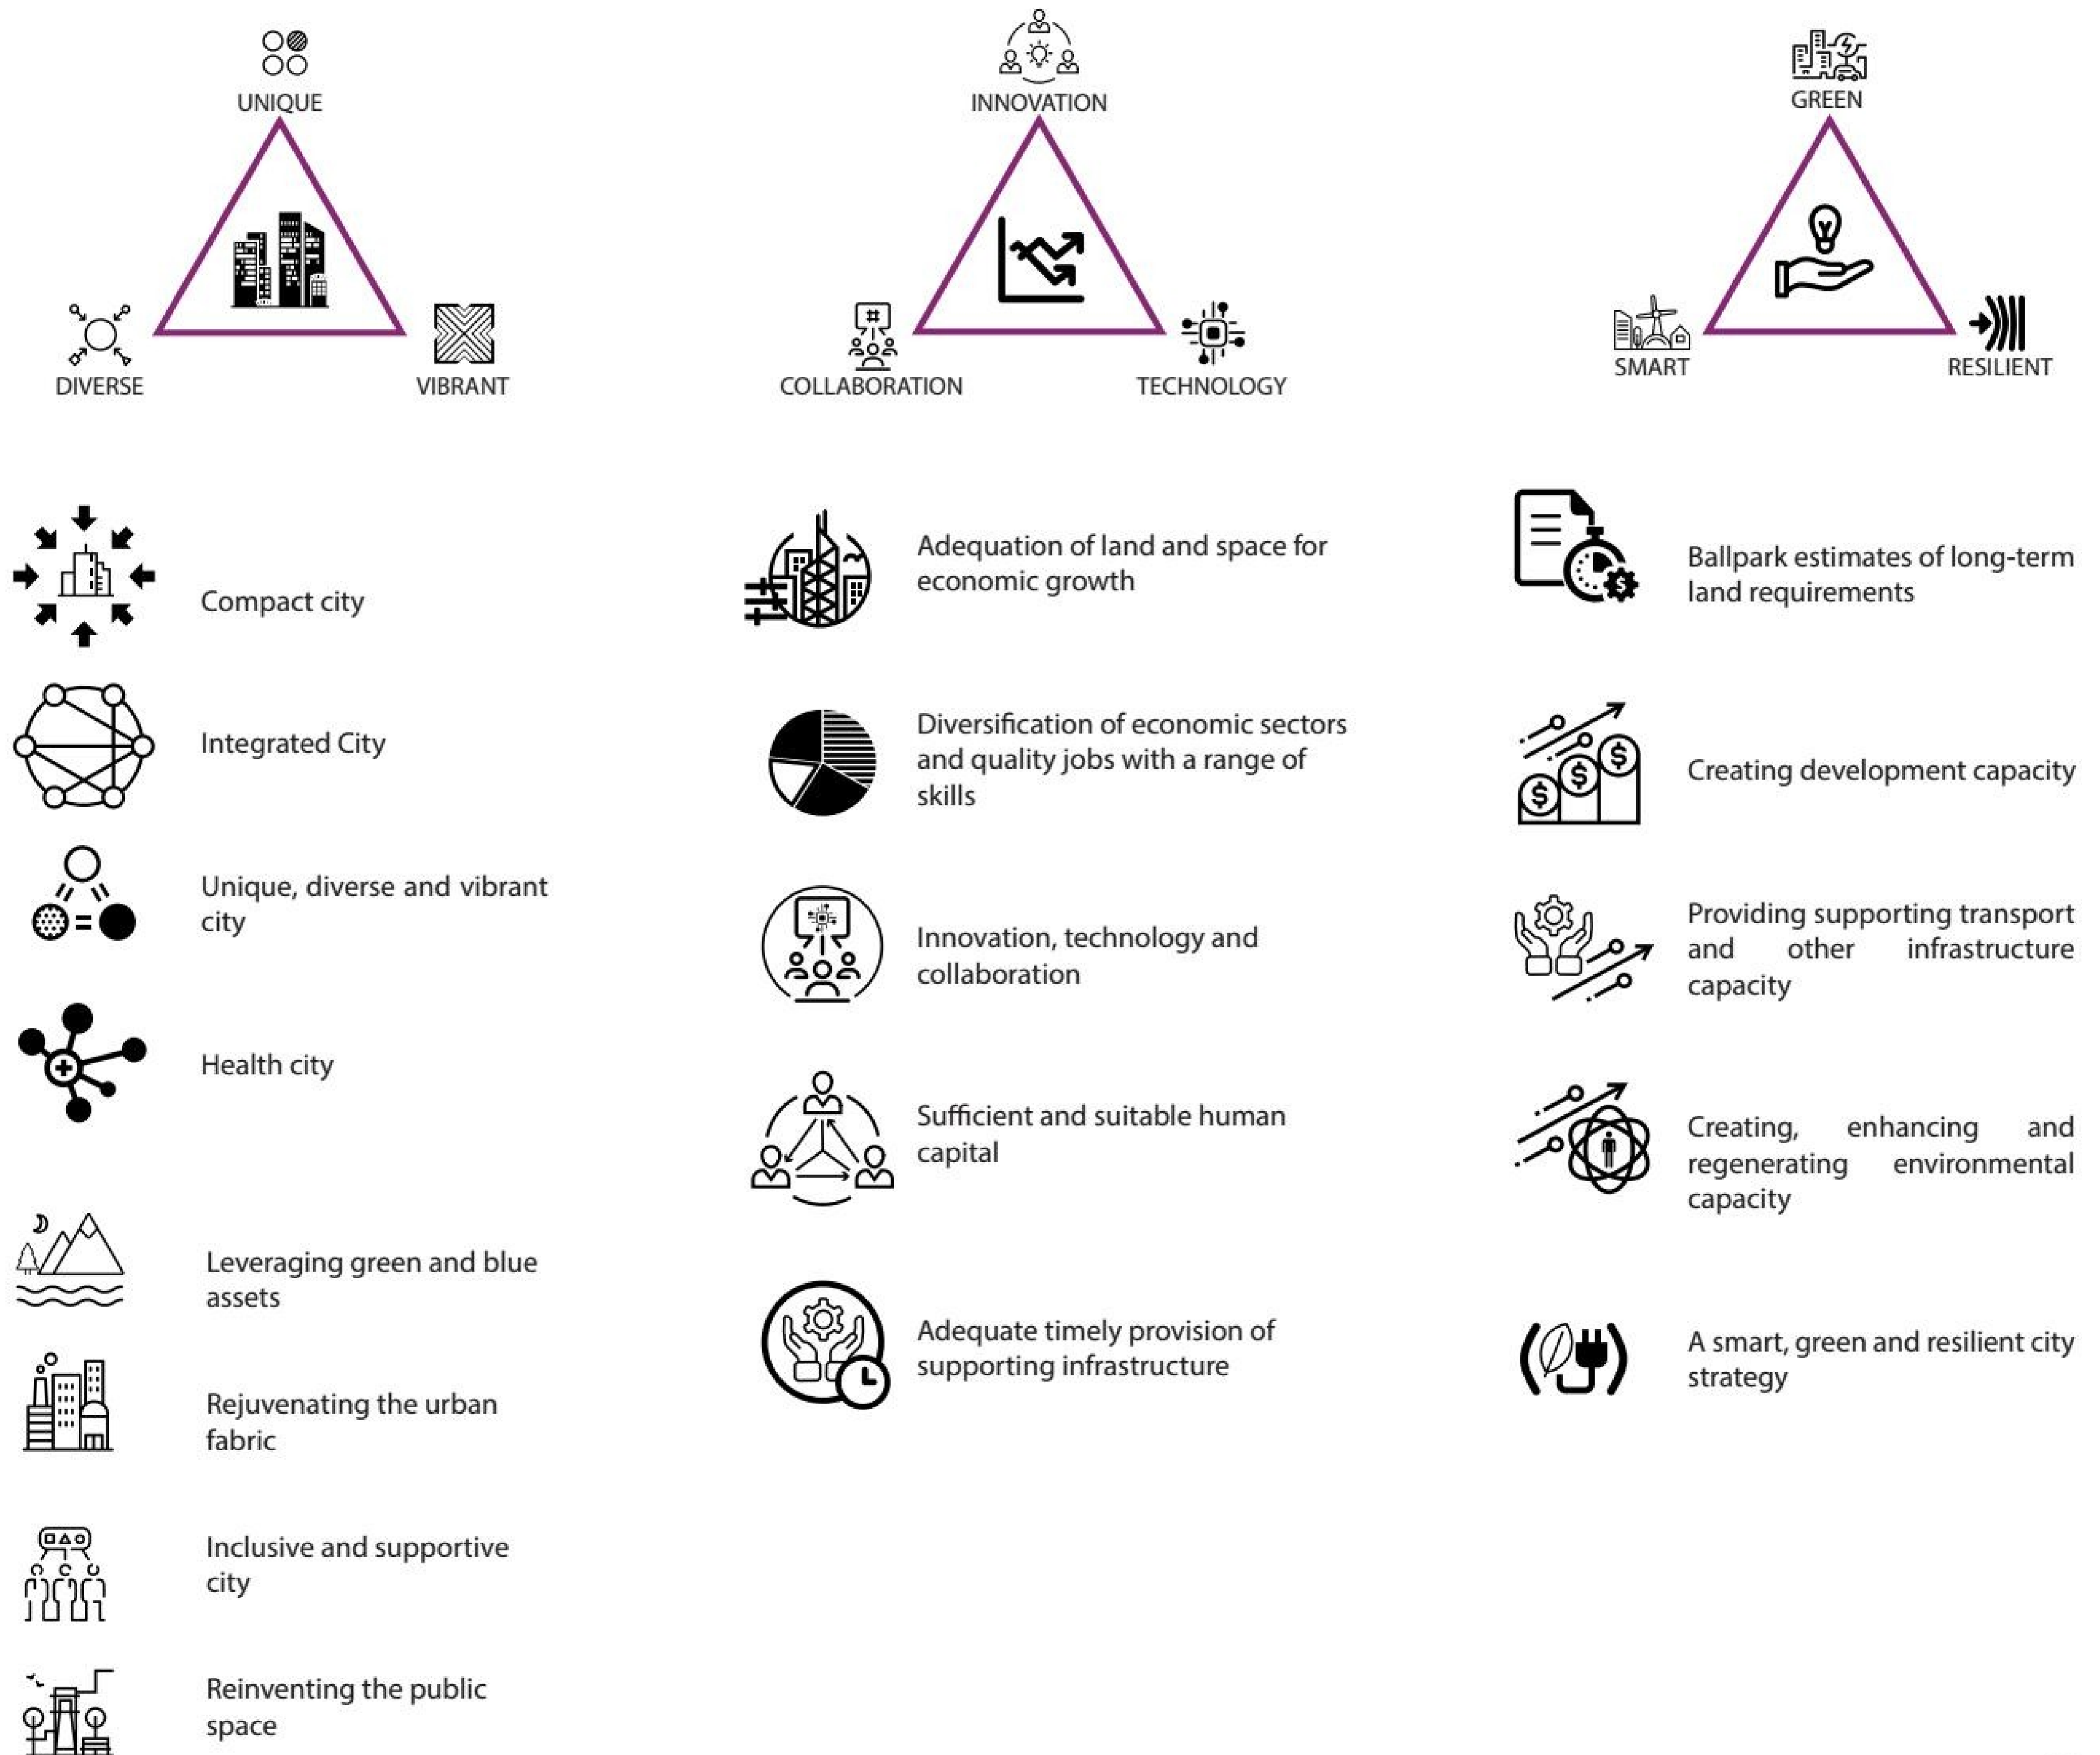 UNIQUE
DIVERSE
VIBRANT
INNOVATION
COLLABORATION
TECHNOLOGY
GREEN
SMART
RESILIENT
Compact city
Integrated City
Unique, diverse and vibrant
city
Health city
Leveraging green and blue
assets
Rejuvenating the urban
fabric
Inclusive and supportive
city
Reinventing the public
space
Adequation of land and space for
economic growth
Diversification of economic sectors
and quality jobs with a range of
skills
Innovation, technology and
collaboration
Sufficient and suitable human
capital
Adequate timely provision of
supporting infrastructure
Ballpark estimates of long-term
land requirements
Creating development capacity
Providing supporting transport
and other infrastructure
capacity
Creating, enhancing and
regenerating environmental
capacity
A smart, green and resilient city
strategy